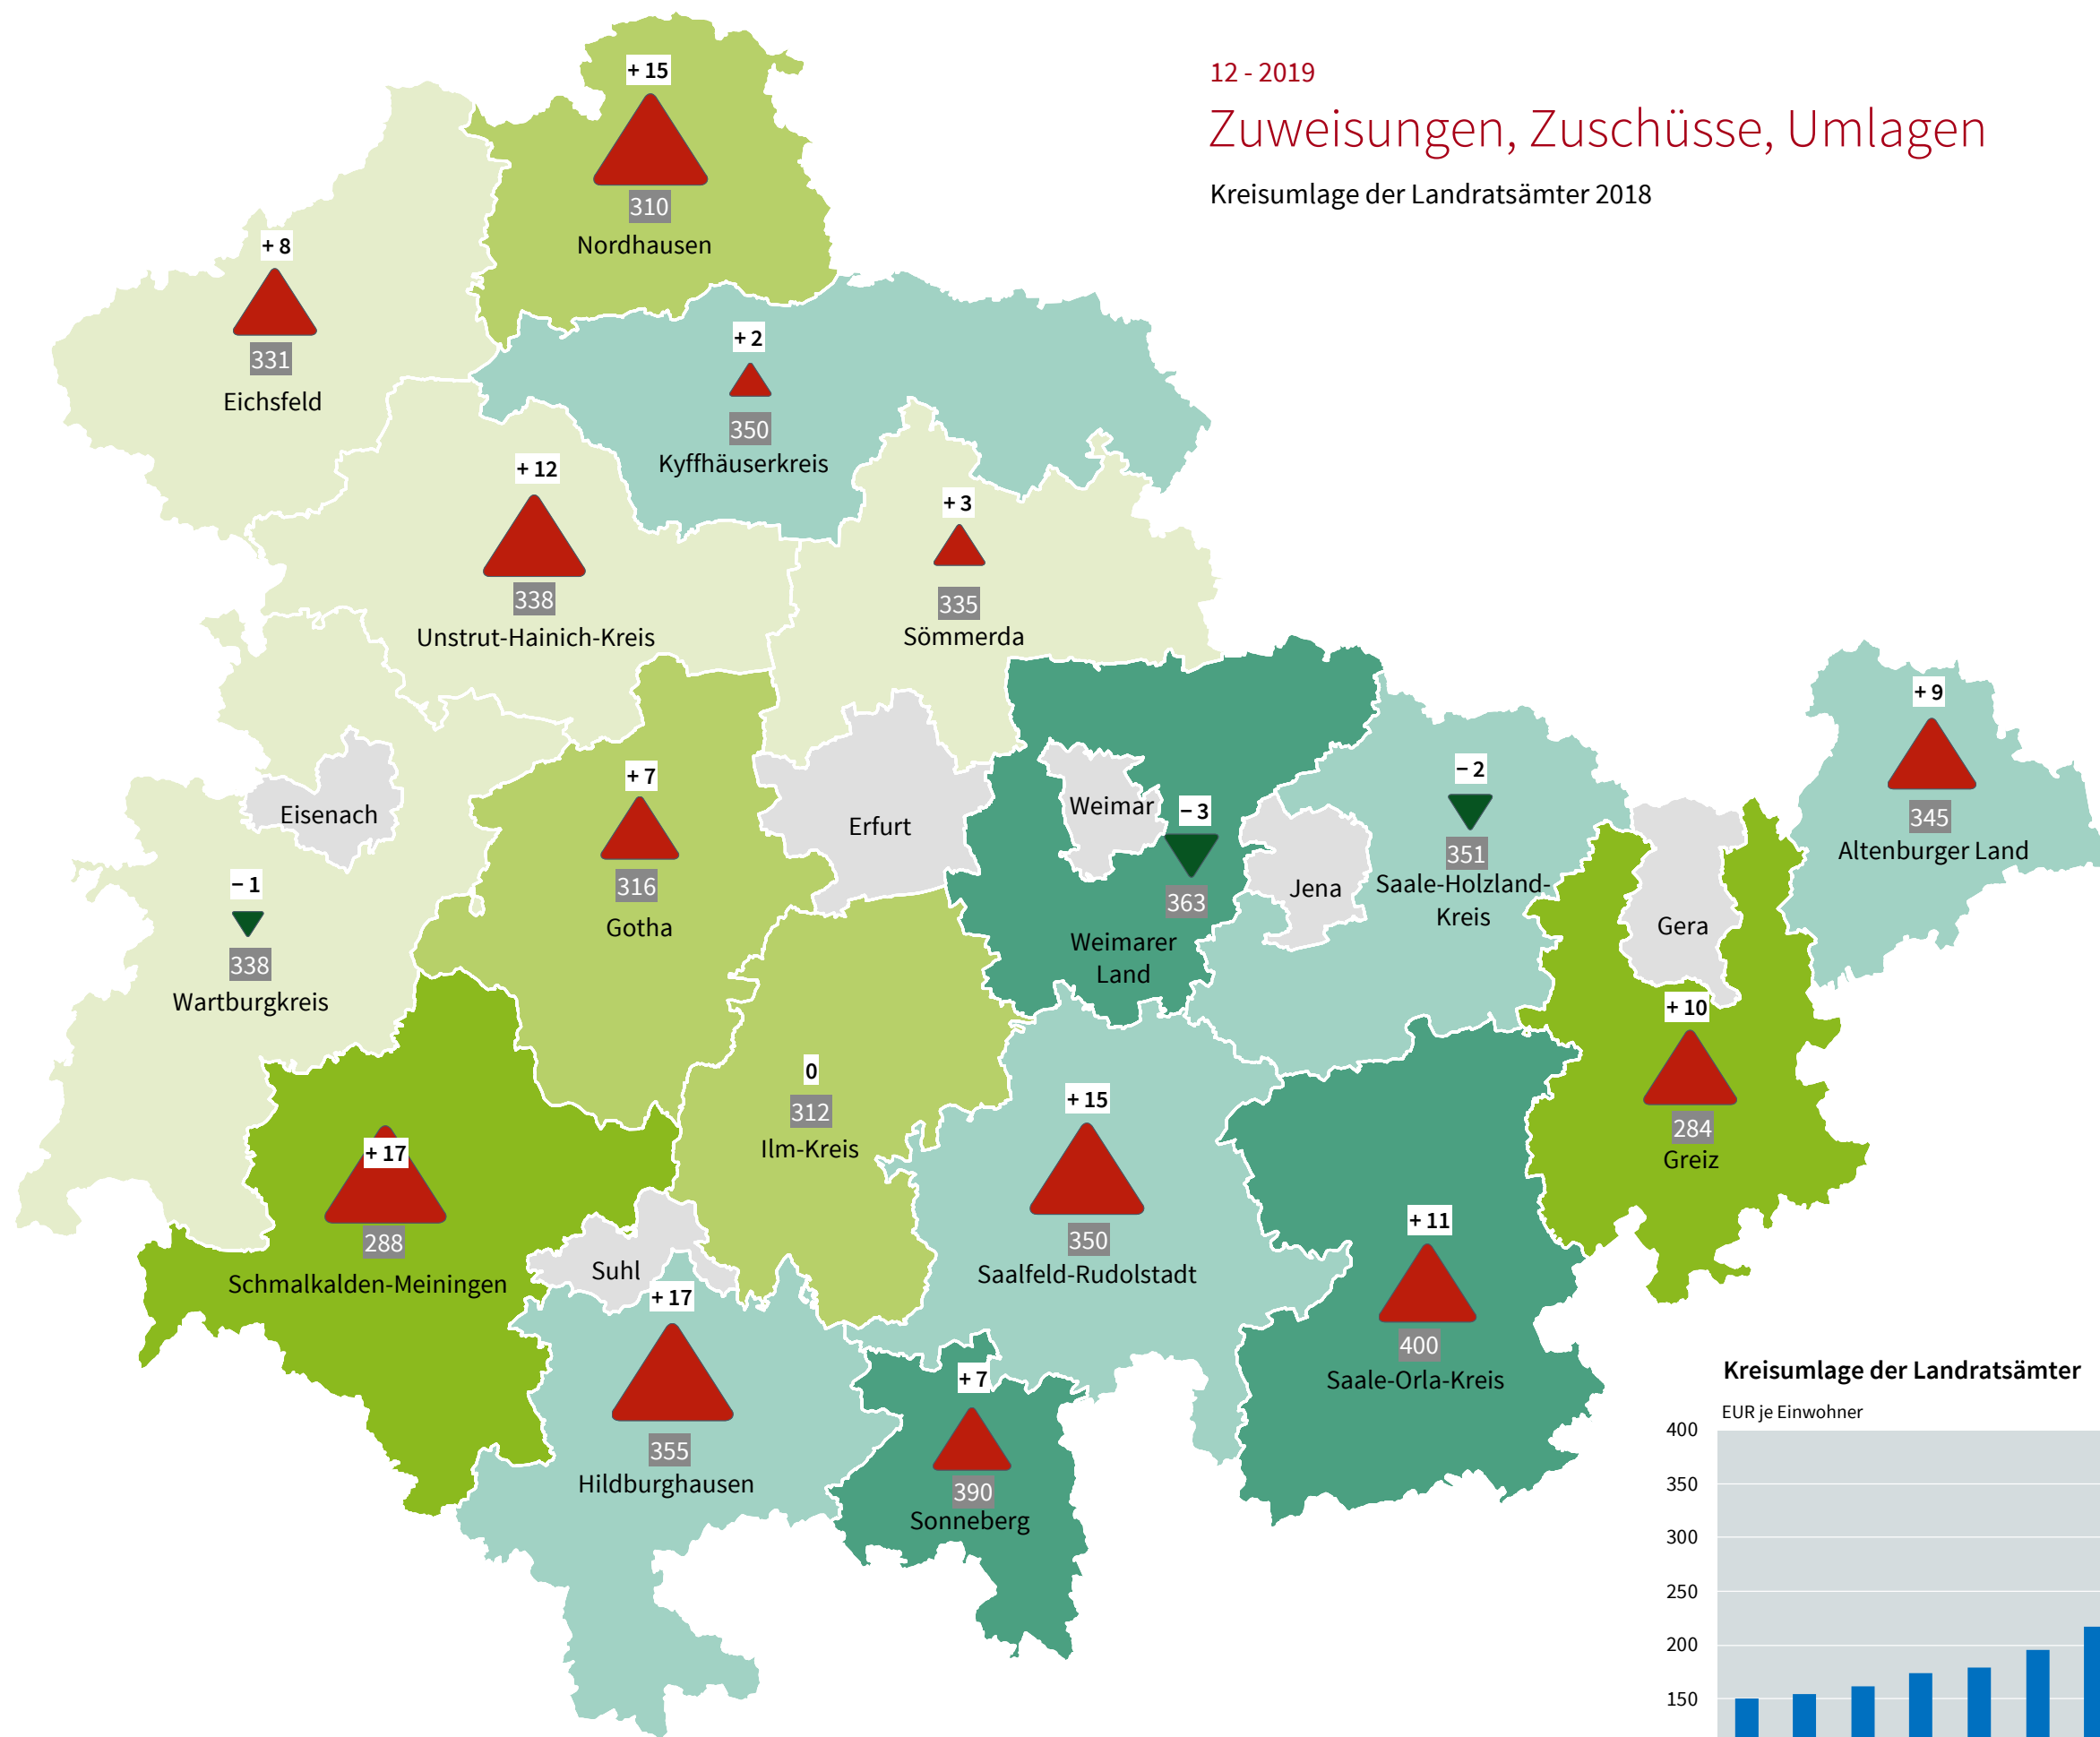 12 - 2019
Zuweisungen, Zuschüsse, Umlagen
Kreisumlage der Landratsämter 2018
+ 15
310
Nordhausen
+ 8
331
Eichsfeld
+ 2
350
Kyffhäuserkreis
+ 12
338
Unstrut-Hainich-Kreis
+ 3
335
Sömmerda
+ 9
345
Altenburger Land
Eisenach
+ 7
316
Gotha
Erfurt
Weimar
− 3
363
Weimarer
Land
Jena
− 2
351
Saale-Holzland-
Kreis
Gera
− 1
338
Wartburgkreis
+ 10
284
Greiz
0
312
Ilm-Kreis
+ 15
350
Saalfeld-Rudolstadt
+ 17
288
Schmalkalden-Meiningen
Suhl
+ 17
355
Hildburghausen
+ 7
390
Sonneberg
+ 11
400
Saale-Orla-Kreis
Kreisumlage der Landratsämter
EUR je Einwohner
400
350
300
250
200
150